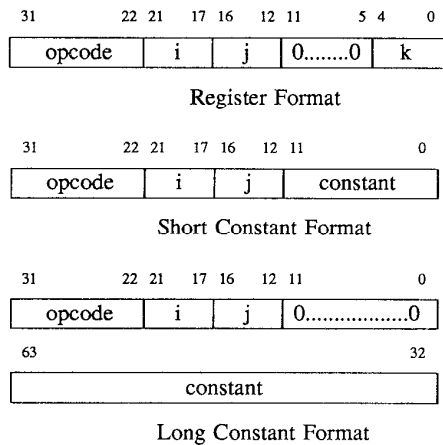 31 22 21 17 16 12 11 5 4 0
opcode i j 0........0 k
Register Format
31 22 21 17 16 12 11 0
opcode i j constant
Short Constant Format
31 22 21 17 16 12 11 0
opcode i j 0..................0
63 32
constant
Long Constant Format